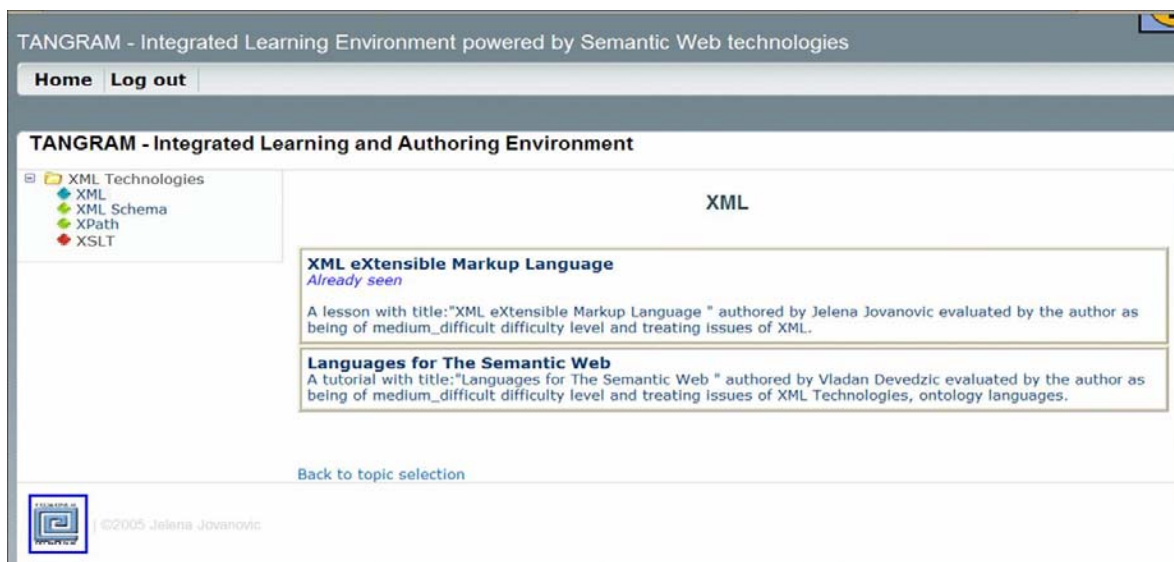 TANGRAM - Integrated Learning Environment powered by Semantic Web technologies
Home Log out
TANGRAM - Integrated Learning and Authoring Environment
XML Technologies
XML
XML Schema
XPath
XSLT
XML
XML eXtensible Markup Language
Already seen
A lesson with title:"XML eXtensible Markup Language " authored by Jelena Jovanovic evaluated by the author as
being of medium_difficult difficulty level and treating issues of XML.
Languages for The Semantic Web
A tutorial with title:"Languages for The Semantic Web " authored by Vladan Devedzic evaluated by the author as
being of medium_difficult difficulty level and treating issues of XML Technologies, ontology languages.
Back to topic selection
| ©2005 Jelena Jovanovic